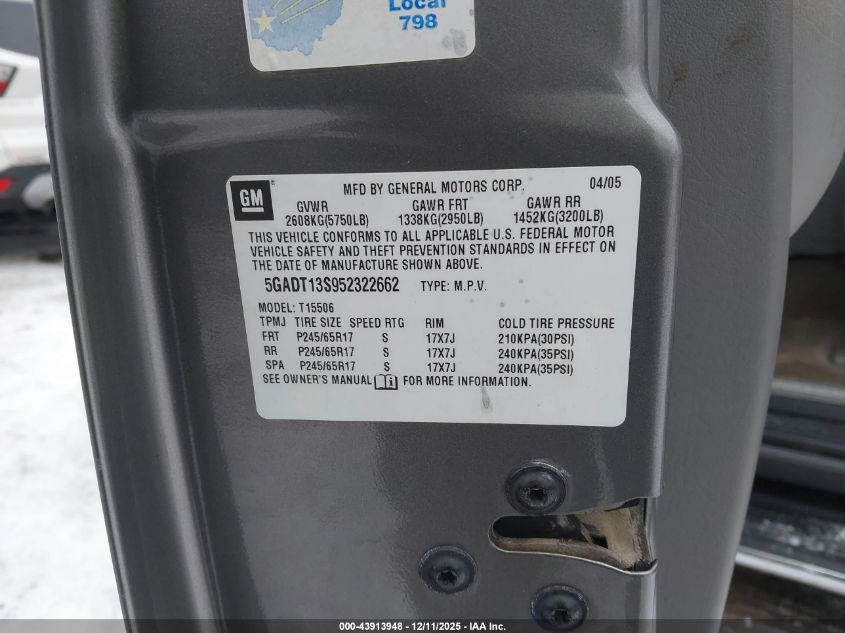 Local
798
GM
MFD BY GENERAL MOTORS CORP. 04/05
GVWR GAWR FRT GAWR RR
2608KG(5750LB) 1338KG(2950LB) 1452KG(3200LB)
THIS VEHICLE CONFORMS TO ALL APPLICABLE U.S. FEDERAL MOTOR
VEHICLE SAFETY AND THEFT PREVENTION STANDARDS IN EFFECT ON
THE DATE OF MANUFACTURE SHOWN ABOVE.
5GADT13S952322662 TYPE: M.P.V.
MODEL: T15506
TPMJ TIRE SIZE SPEED RTG RIM COLD TIRE PRESSURE
FRT P245/65R17 S 17X7J 210KPA(30PSI)
RR P245/65R17 S 17X7J 240KPA(35PSI)
SPA P245/65R17 S 17X7J 240KPA(35PSI)
SEE OWNER'S MANUAL FOR MORE INFORMATION.
000-43913948 - 12/11/2025 - IAA Inc.